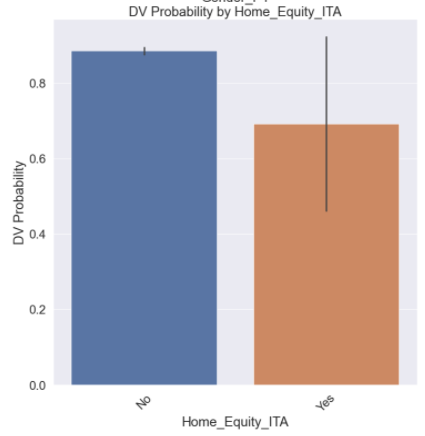 DV Probability by Home_Equity_ITA
0.8
0.6
0.4
0.2
0.0
DV Probability
No
Yes
Home_Equity_ITA